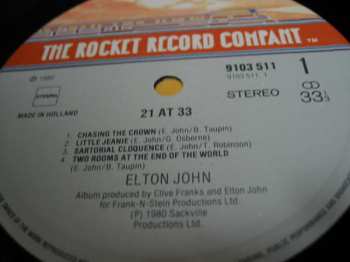 THE ROCKET RECORD COMPANY™
℗ 1980
9103 511
9103 511.1
1
STEMRA
MADE IN HOLLAND
21 AT 33
STEREO
33⅓
1. CHASING THE CROWN (E. John/B. Taupin)
2. LITTLE JEANIE (E. John/G. Osborne)
3. SARTORIAL ELOQUENCE (E. John/T. Robinson)
4. TWO ROOMS AT THE END OF THE WORLD
(E. John/B. Taupin)
ELTON JOHN
Album produced by Clive Franks and Elton John
for Frank-N-Stein Productions Ltd.
(P) 1980 Sackville
Productions Ltd.